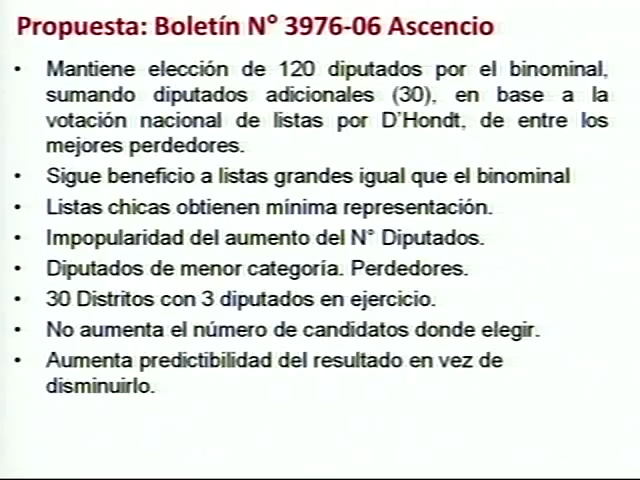 Propuesta: Boletín N° 3976-06 Ascencio
• Mantiene elección de 120 diputados por el binominal,
sumando diputados adicionales (30), en base a la
votación nacional de listas por D'Hondt, de entre los
mejores perdedores.
• Sigue beneficio a listas grandes igual que el binominal
• Listas chicas obtienen mínima representación.
• Impopularidad del aumento del N° Diputados.
• Diputados de menor categoría. Perdedores.
• 30 Distritos con 3 diputados en ejercicio.
• No aumenta el número de candidatos donde elegir.
• Aumenta predictibilidad del resultado en vez de
disminuirlo.